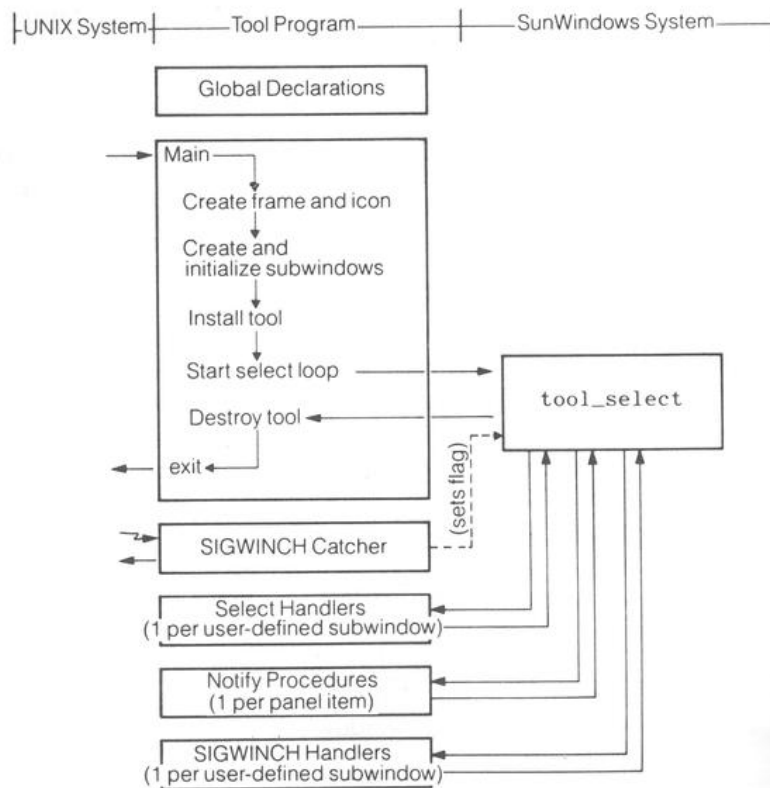 UNIX System
Tool Program
SunWindows System
Global Declarations
Main
Create frame and icon
Create and
initialize subwindows
Install tool
Start select loop
tool_select
Destroy tool
exit
(sets flag)
SIGWINCH Catcher
Select Handlers
(1 per user-defined subwindow)
Notify Procedures
(1 per panel item)
SIGWINCH Handlers
(1 per user-defined subwindow)